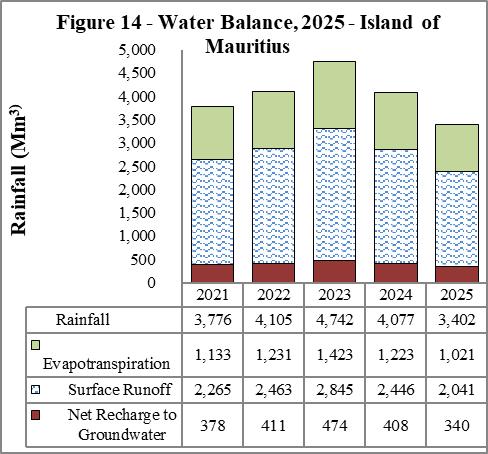 Figure 14 - Water Balance, 2025 - Island of
Mauritius
Rainfall (Mm³)
5,000
4,500
4,000
3,500
3,000
2,500
2,000
1,500
1,000
500
0
2021 2022 2023 2024 2025
Rainfall 3,776 4,105 4,742 4,077 3,402
Evapotranspiration 1,133 1,231 1,423 1,223 1,021
Surface Runoff 2,265 2,463 2,845 2,446 2,041
Net Recharge to
Groundwater 378 411 474 408 340